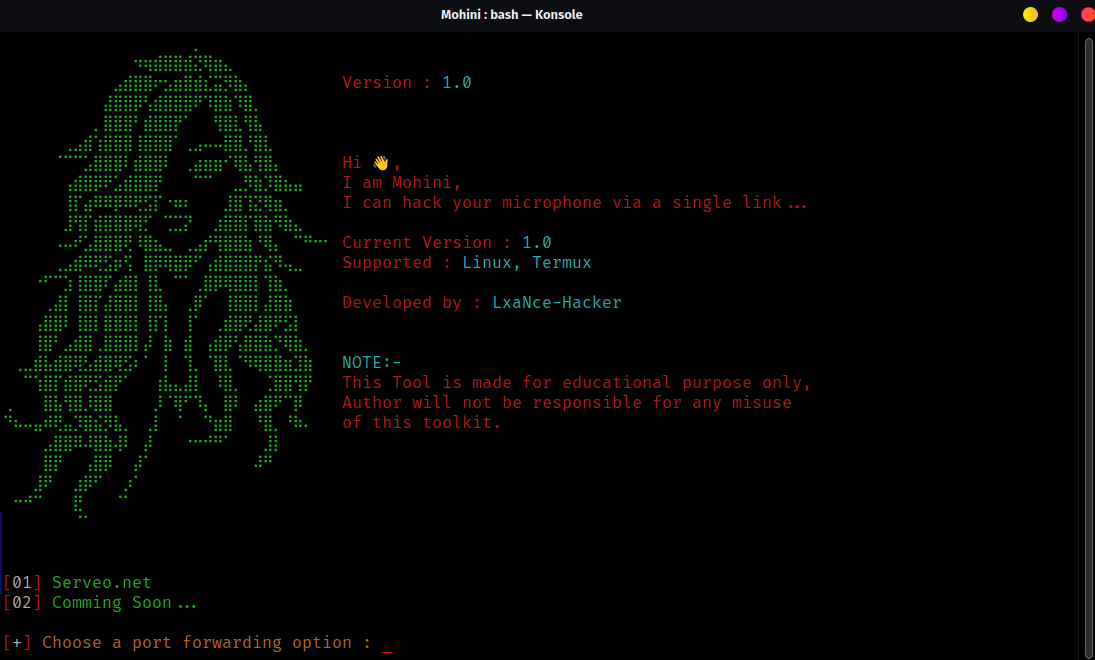 Mohini : bash — Konsole
Version : 1.0
Hi 👋,
I am Mohini,
I can hack your microphone via a single link...
Current Version : 1.0
Supported : Linux, Termux
Developed by : LxaNce-Hacker
NOTE:-
This Tool is made for educational purpose only,
Author will not be responsible for any misuse
of this toolkit.
[01] Serveo.net
[02] Comming Soon...
[+] Choose a port forwarding option : _